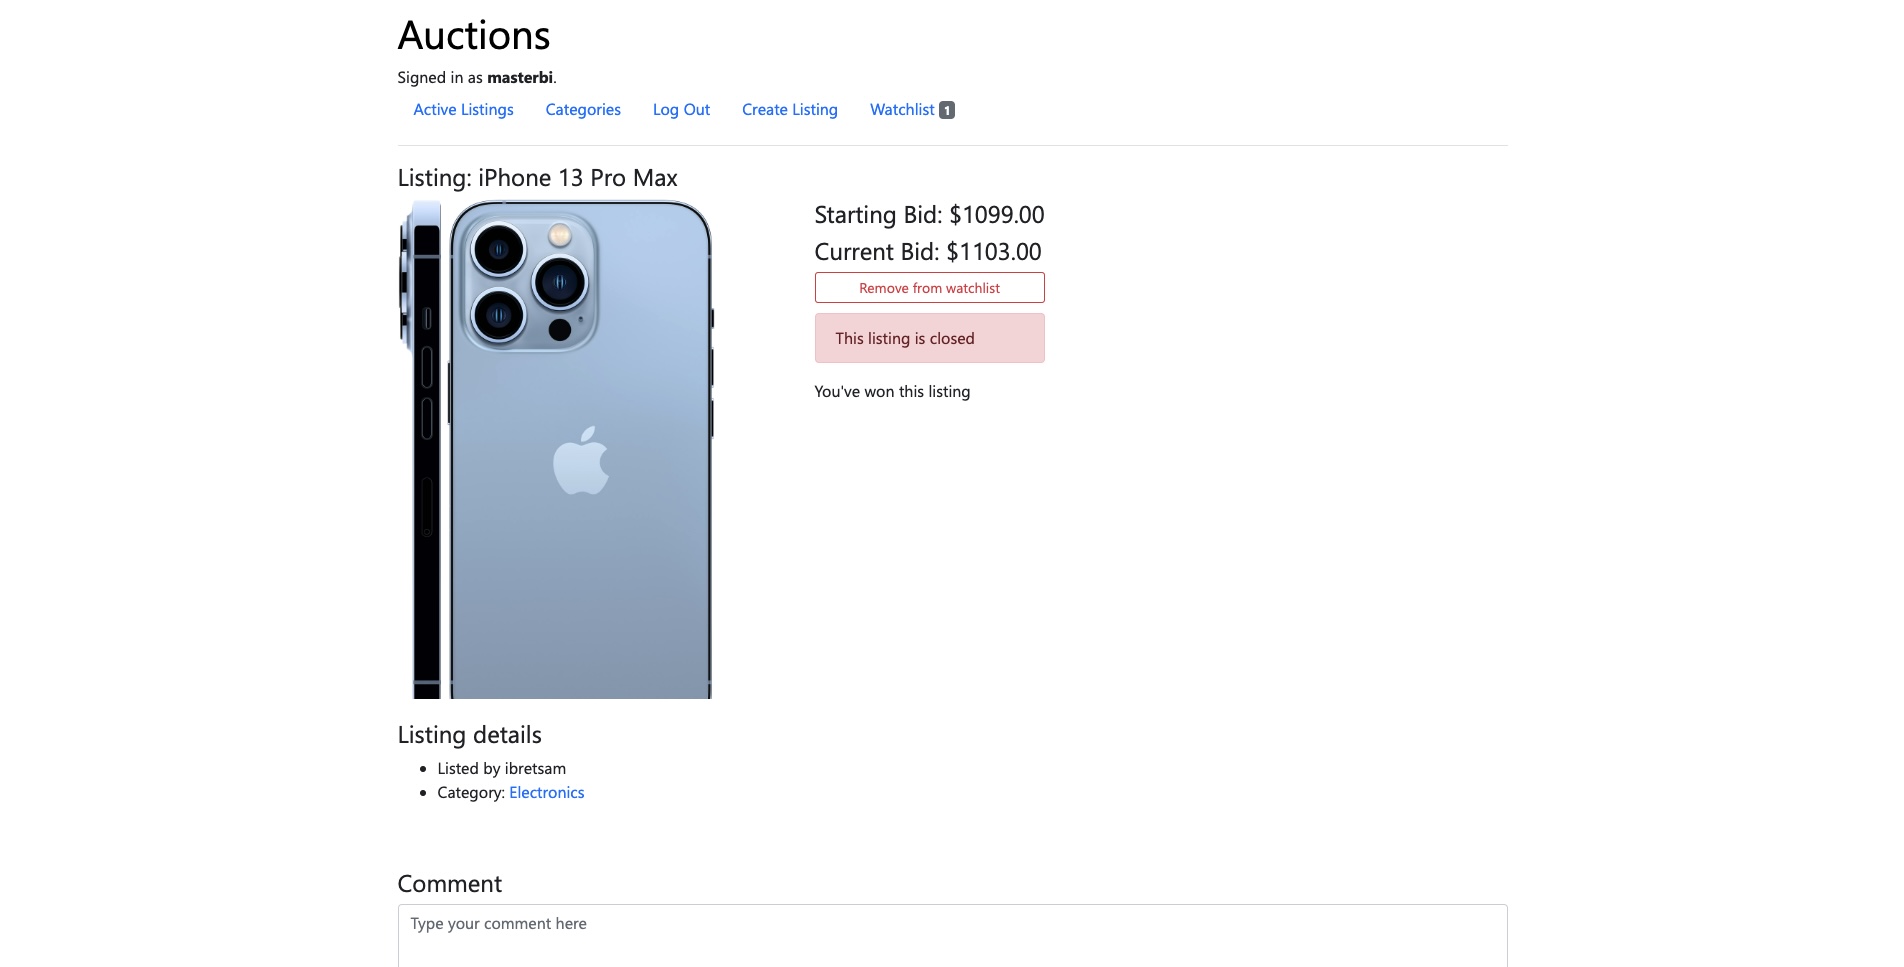 Auctions
Signed in as masterbi.
Active Listings Categories Log Out Create Listing Watchlist 1
Listing: iPhone 13 Pro Max
Starting Bid: $1099.00
Current Bid: $1103.00
Remove from watchlist
This listing is closed
You've won this listing
Listing details
Listed by ibretsam
Category: Electronics
Comment
Type your comment here